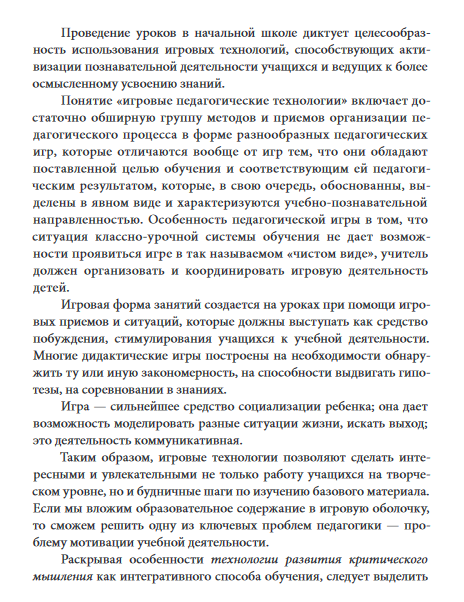 Проведение уроков в начальной школе диктует целесообраз-
ность использования игровых технологий, способствующих акти-
визации познавательной деятельности учащихся и ведущих к более
осмысленному усвоению знаний.
Понятие «игровые педагогические технологии» включает до-
статочно обширную группу методов и приемов организации пе-
дагогического процесса в форме разнообразных педагогических
игр, которые отличаются вообще от игр тем, что они обладают
поставленной целью обучения и соответствующим ей педагоги-
ческим результатом, которые, в свою очередь, обоснованны, вы-
делены в явном виде и характеризуются учебно-познавательной
направленностью. Особенность педагогической игры в том, что
ситуация классно-урочной системы обучения не дает возмож-
ности проявиться игре в так называемом «чистом виде», учитель
должен организовать и координировать игровую деятельность
детей.
Игровая форма занятий создается на уроках при помощи игро-
вых приемов и ситуаций, которые должны выступать как средство
побуждения, стимулирования учащихся к учебной деятельности.
Многие дидактические игры построены на необходимости обнару-
жить ту или иную закономерность, на способности выдвигать гипо-
тезы, на соревновании в знаниях.
Игра — сильнейшее средство социализации ребенка; она дает
возможность моделировать разные ситуации жизни, искать выход;
это деятельность коммуникативная.
Таким образом, игровые технологии позволяют сделать инте-
ресными и увлекательными не только работу учащихся на творче-
ском уровне, но и будничные шаги по изучению базового материала.
Если мы вложим образовательное содержание в игровую оболочку,
то сможем решить одну из ключевых проблем педагогики — про-
блему мотивации учебной деятельности.
Раскрывая особенности технологии развития критического
мышления как интегративного способа обучения, следует выделить